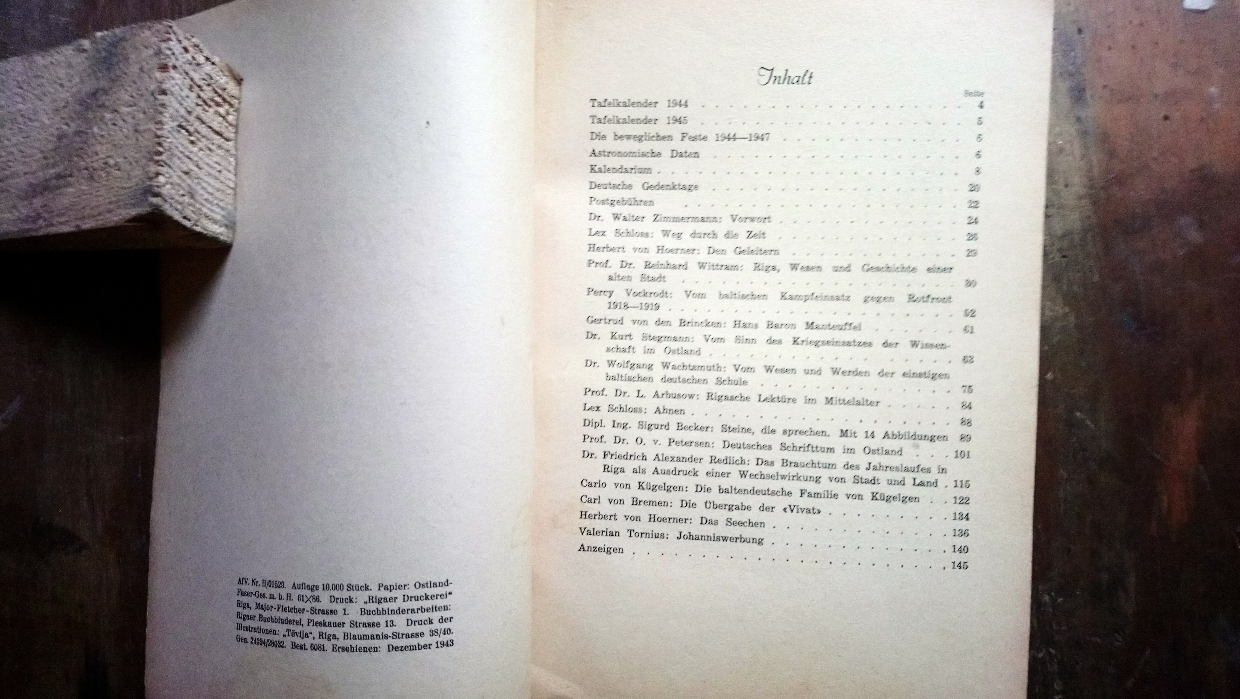 AfV. Nr. II/01529. Auflage 10.000 Stück. Papier: Ostland-
Faser-Ges. m. b. H. 61×86. Druck: „Rigaer Druckerei“
Riga, Major-Fletcher-Strasse 1. Buchbinderarbeiten:
Rigaer Buchbinderei, Pleskauer Strasse 13. Druck der
Illustrationen: „Tēvija“, Riga, Blaumanis-Strasse 38/40.
Best. 6081. Erschienen: Dezember 1943
Inhalt
Seite
Tafelkalender 1944 4
Tafelkalender 1945 5
Die beweglichen Feste 1944—1947 6
Astronomische Daten 6
Kalendarium 8
Deutsche Gedenktage 20
Postgebühren 22
Dr. Walter Zimmermann: Vorwort 24
Lex Schloss: Weg durch die Zeit 28
Herbert von Hoerner: Den Geleitern 29
Prof. Dr. Reinhard Wittram: Riga, Wesen und Geschichte einer
alten Stadt 30
Percy Vockrodt: Vom baltischen Kampfeinsatz gegen Rotfront
1918—1919 52
Gertrud von den Brincken: Hans Baron Manteuffel 61
Dr. Kurt Stegmann: Vom Sinn des Kriegseinsatzes der Wissen-
schaft im Ostland 63
Dr. Wolfgang Wachtsmuth: Vom Wesen und Werden der einstigen
baltischen deutschen Schule 75
Prof. Dr. L. Arbusow: Rigasche Lektüre im Mittelalter 84
Lex Schloss: Ahnen 88
Dipl. Ing. Sigurd Becker: Steine, die sprechen. Mit 14 Abbildungen 89
Prof. Dr. O. v. Petersen: Deutsches Schrifttum im Ostland 101
Dr. Friedrich Alexander Redlich: Das Brauchtum des Jahreslaufes in
Riga als Ausdruck einer Wechselwirkung von Stadt und Land 115
Carlo von Kügelgen: Die baltendeutsche Familie von Kügelgen 122
Carl von Bremen: Die Übergabe der «Vivat» 134
Herbert von Hoerner: Das Seechen 136
Valerian Tornius: Johanniswerbung 140
Anzeigen 145